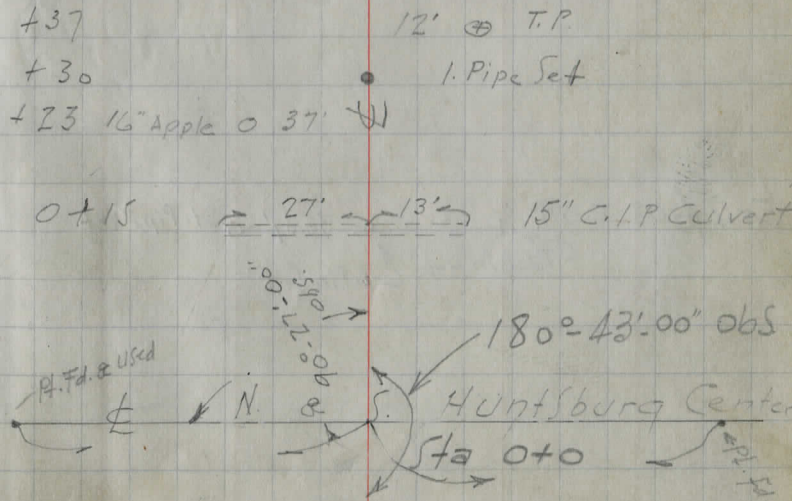 +37 12' ⊕ T.P.
+30 1. Pipe Set
+23 16" Apple o 37'
0+15 27' 13' 15" C.I.P Culvert
90°-27'-00" obs.
180°-43'-00" obs
Pt. Fd. & used
℄ N. & S. Huntsburg Center
Sta 0+0
Pt. Fd